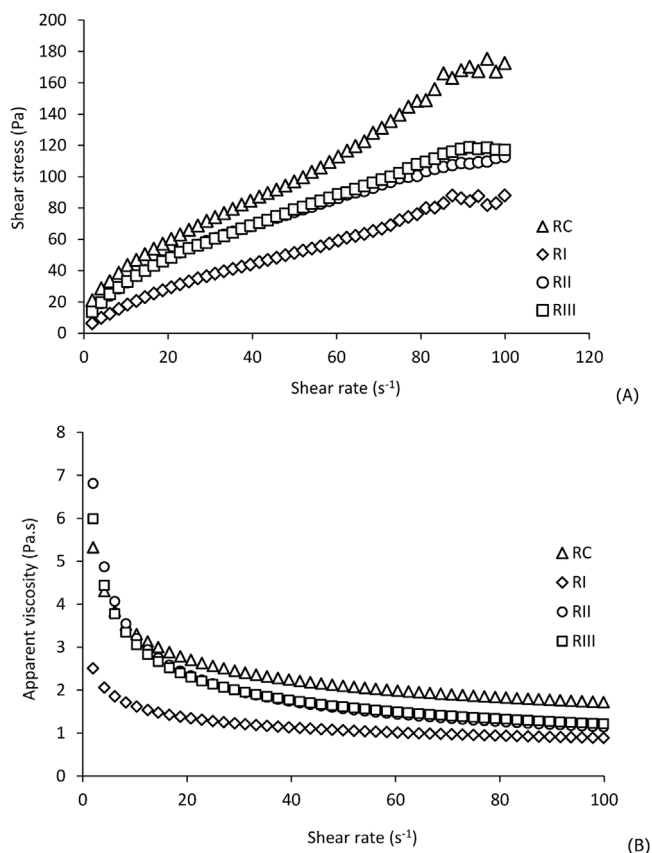 200
180
160
140
120
100
80
60
40
20
0
Shear stress (Pa)
RC
RI
RII
RIII
0 20 40 60 80 100 120
Shear rate (s⁻¹)
(A)
8
7
6
5
4
3
2
1
0
Apparent viscosity (Pa.s)
RC
RI
RII
RIII
0 20 40 60 80 100
Shear rate (s⁻¹)
(B)